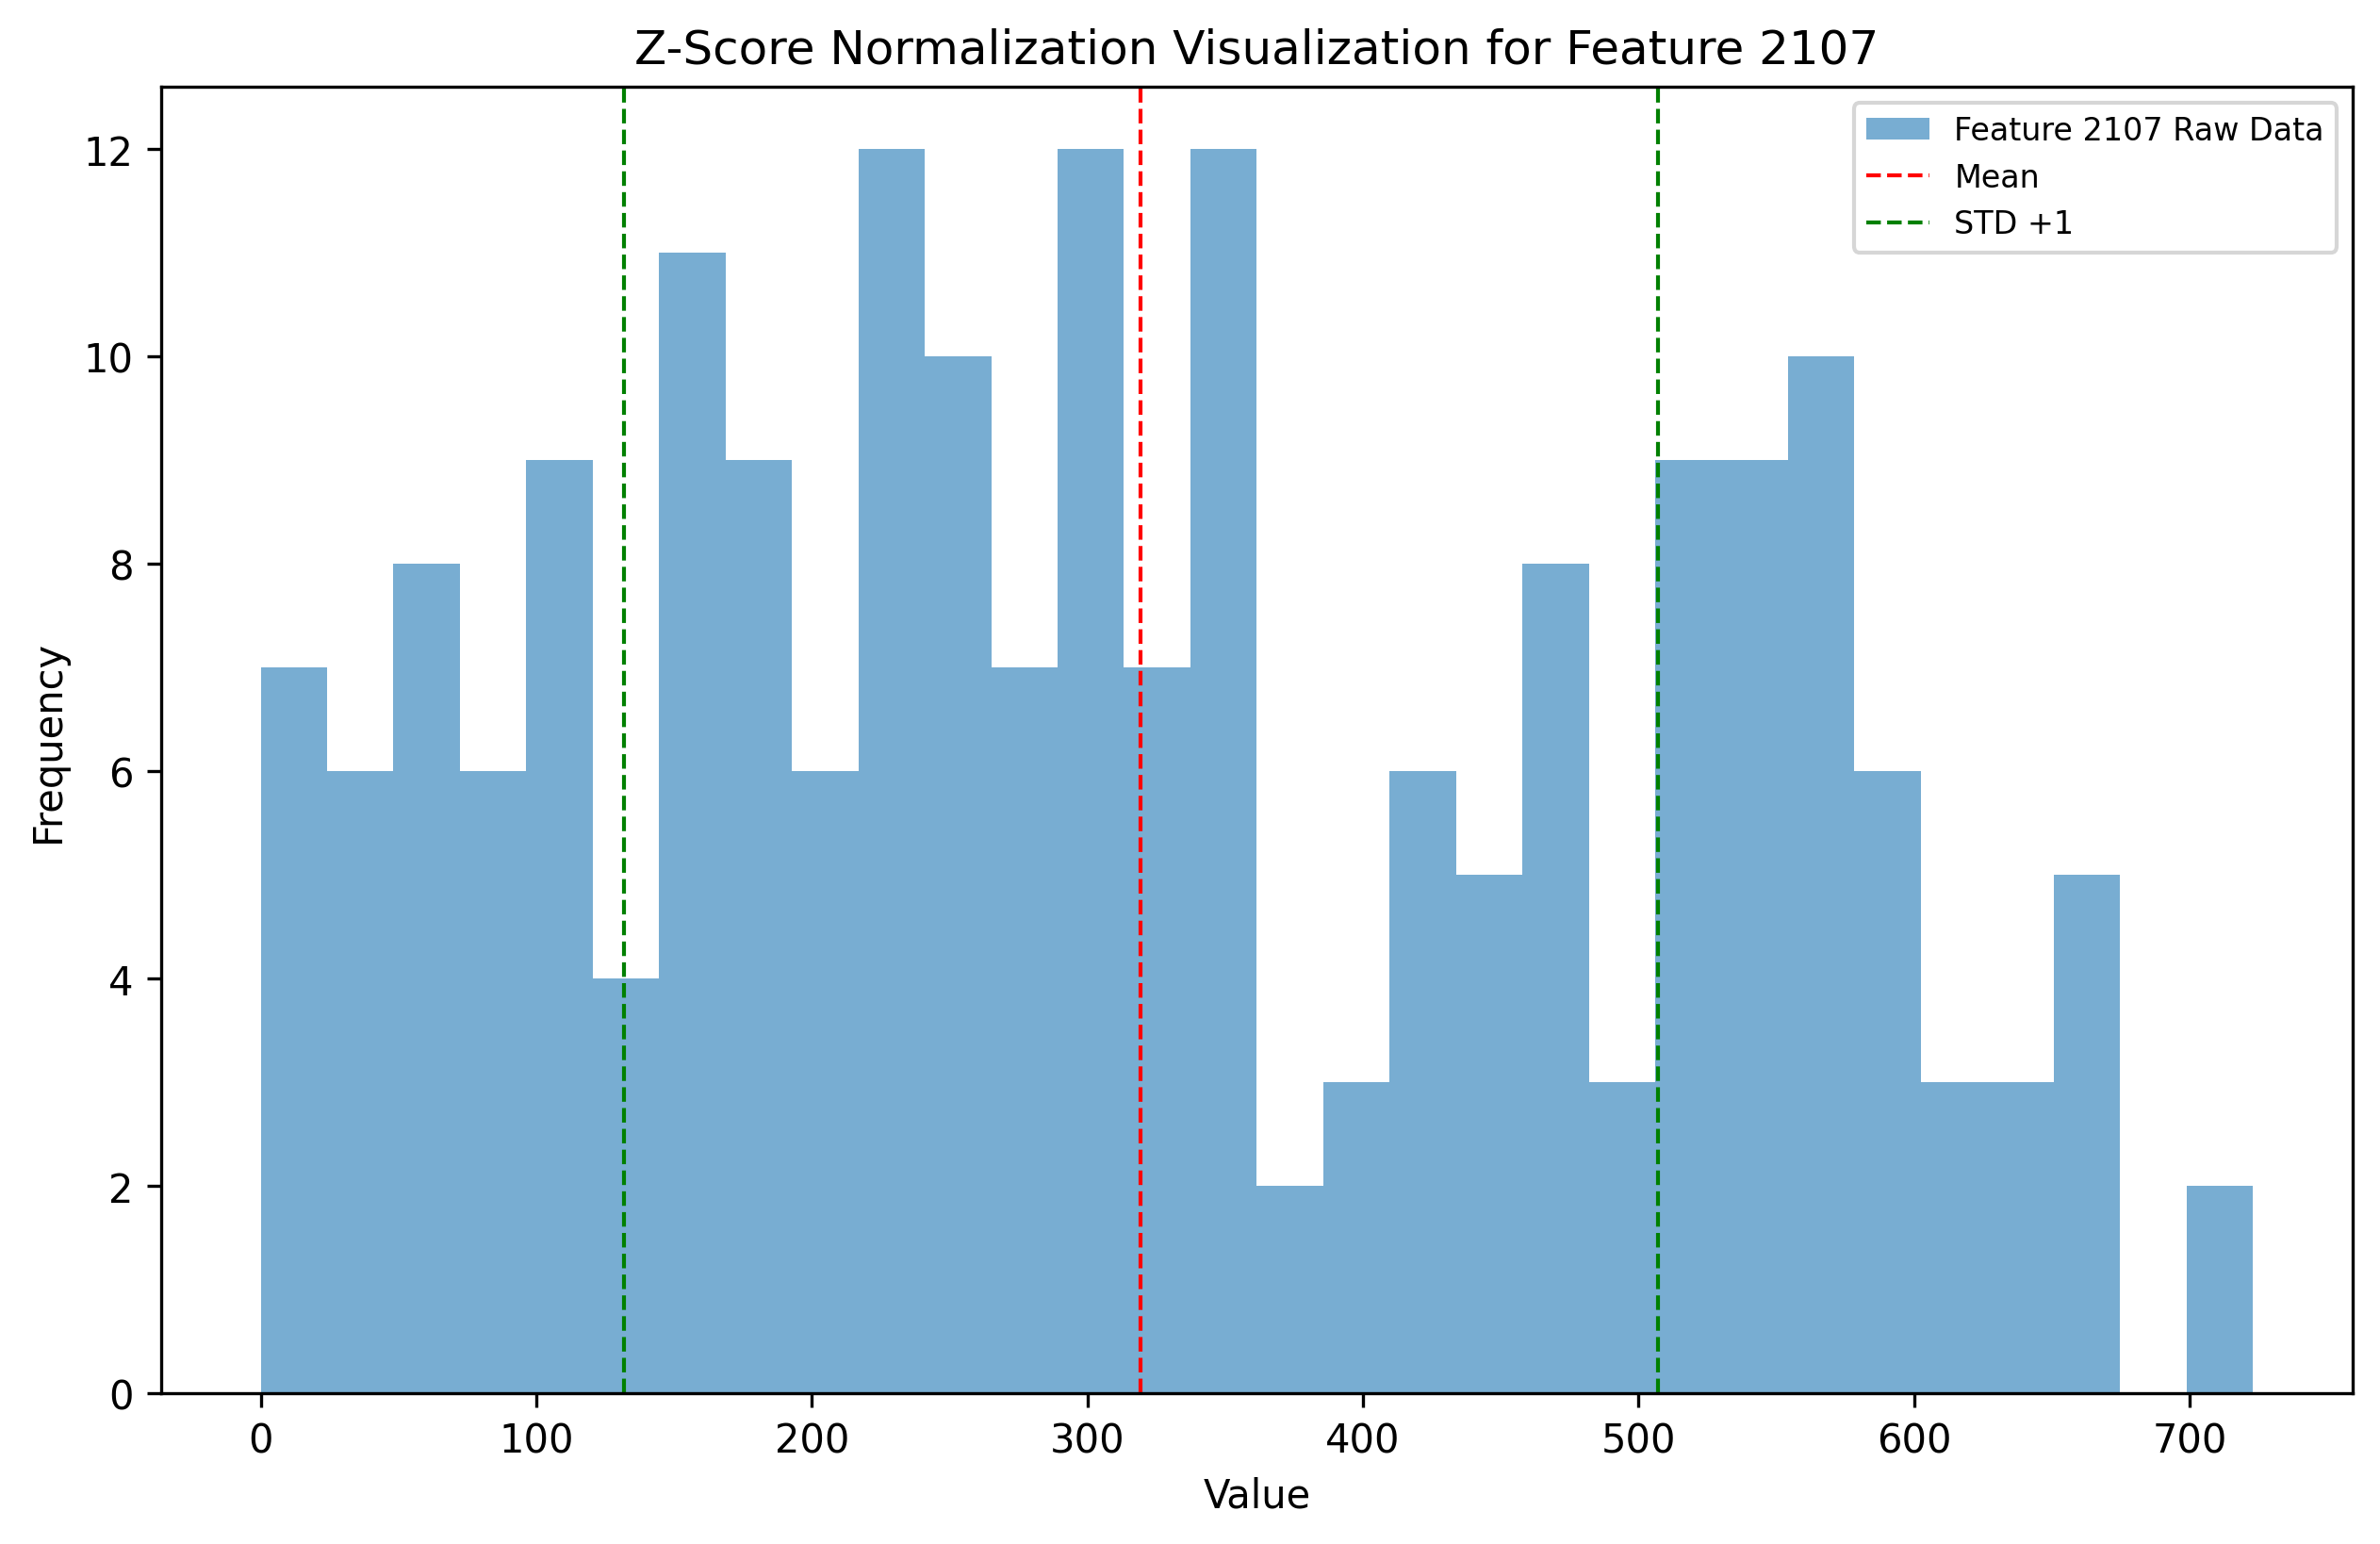 Z-Score Normalization Visualization for Feature 2107
Feature 2107 Raw Data
Mean
STD +1
12
10
8
6
4
2
0
Frequency
0 100 200 300 400 500 600 700
Value